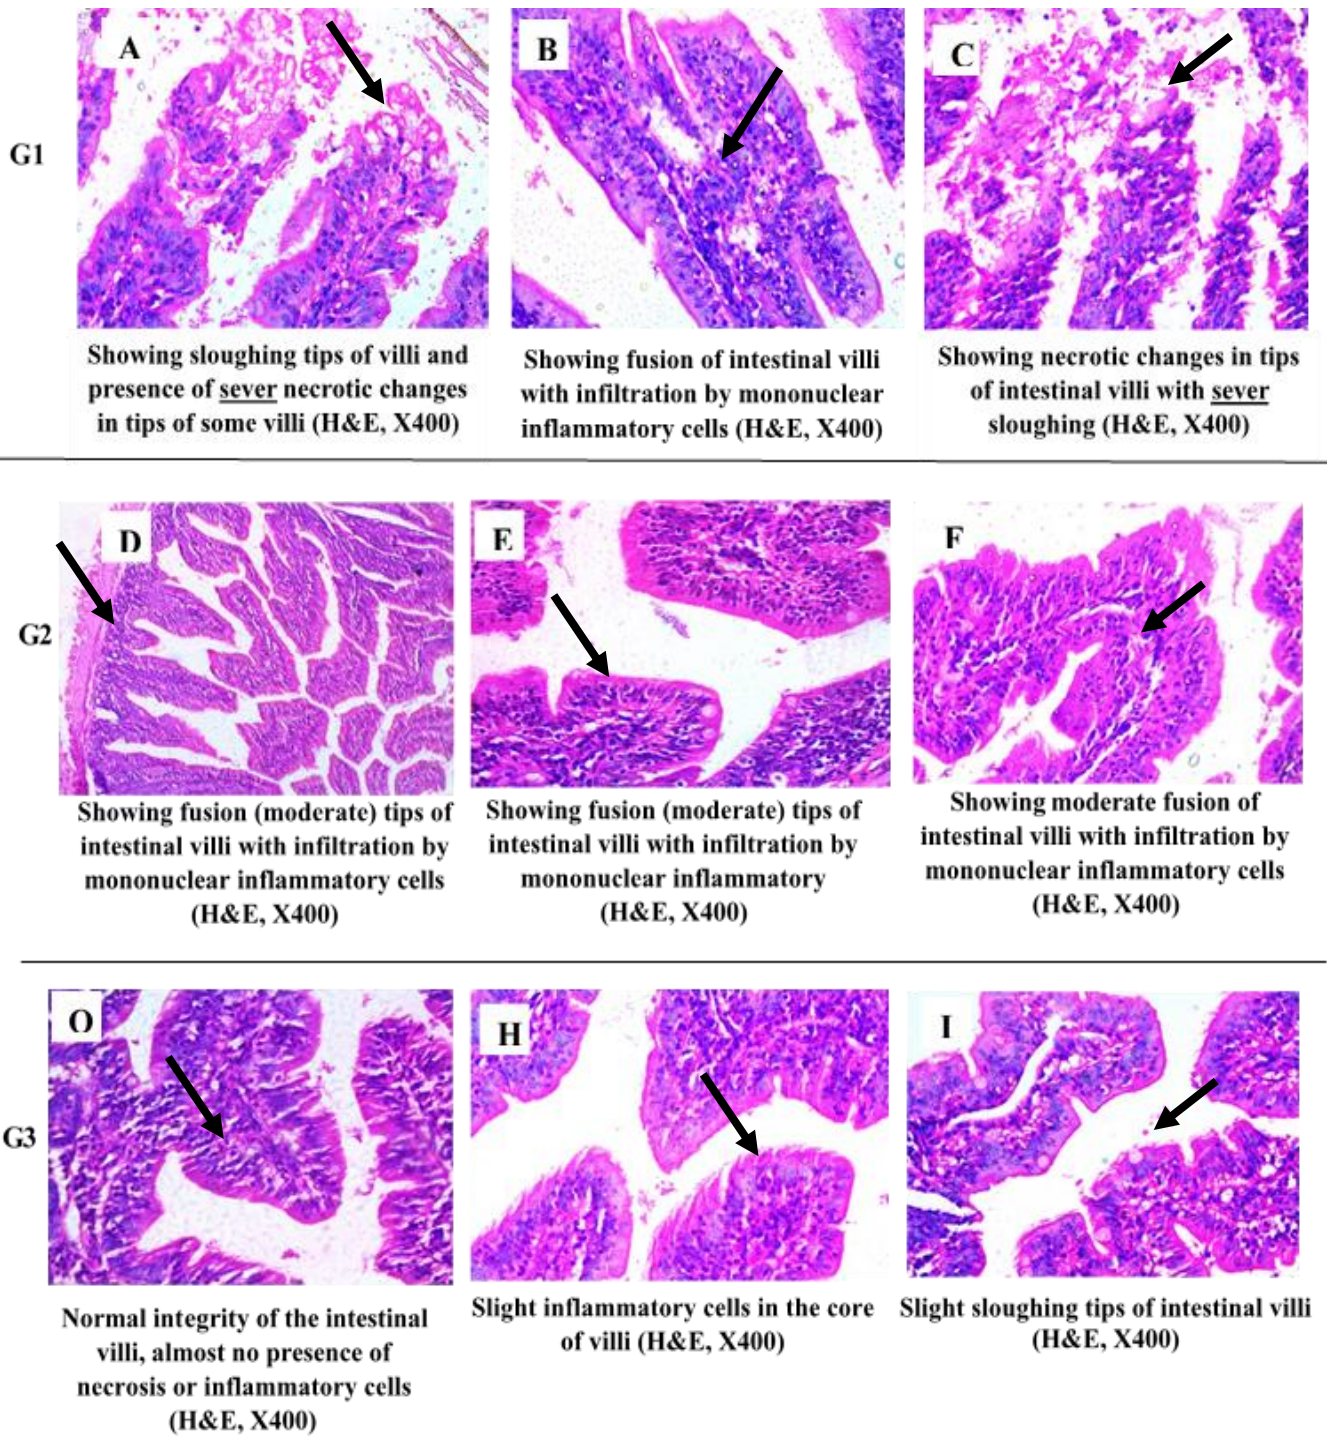 A
B
C
G1
Showing sloughing tips of villi and
presence of sever necrotic changes
in tips of some villi (H&E, X400)
Showing fusion of intestinal villi
with infiltration by mononuclear
inflammatory cells (H&E, X400)
Showing necrotic changes in tips
of intestinal villi with sever
sloughing (H&E, X400)
D
E
F
G2
Showing fusion (moderate) tips of
intestinal villi with infiltration by
mononuclear inflammatory cells
(H&E, X400)
Showing fusion (moderate) tips of
intestinal villi with infiltration by
mononuclear inflammatory
(H&E, X400)
Showing moderate fusion of
intestinal villi with infiltration by
mononuclear inflammatory cells
(H&E, X400)
O
H
I
G3
Normal integrity of the intestinal
villi, almost no presence of
necrosis or inflammatory cells
(H&E, X400)
Slight inflammatory cells in the core
of villi (H&E, X400)
Slight sloughing tips of intestinal villi
(H&E, X400)